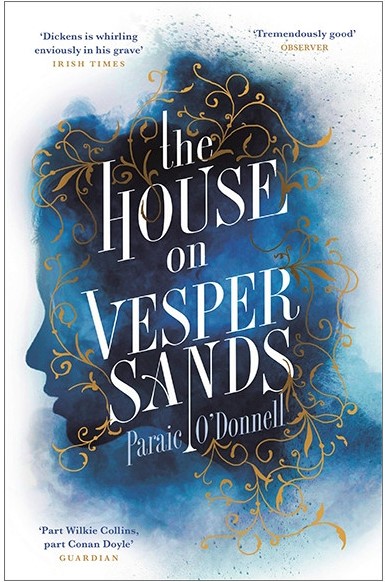 'Dickens is whirling
enviously in his grave'
IRISH TIMES
'Tremendously good'
OBSERVER
the
HOUSE
on
VESPER
SANDS
Paraic O'Donnell
'Part Wilkie Collins,
part Conan Doyle'
GUARDIAN